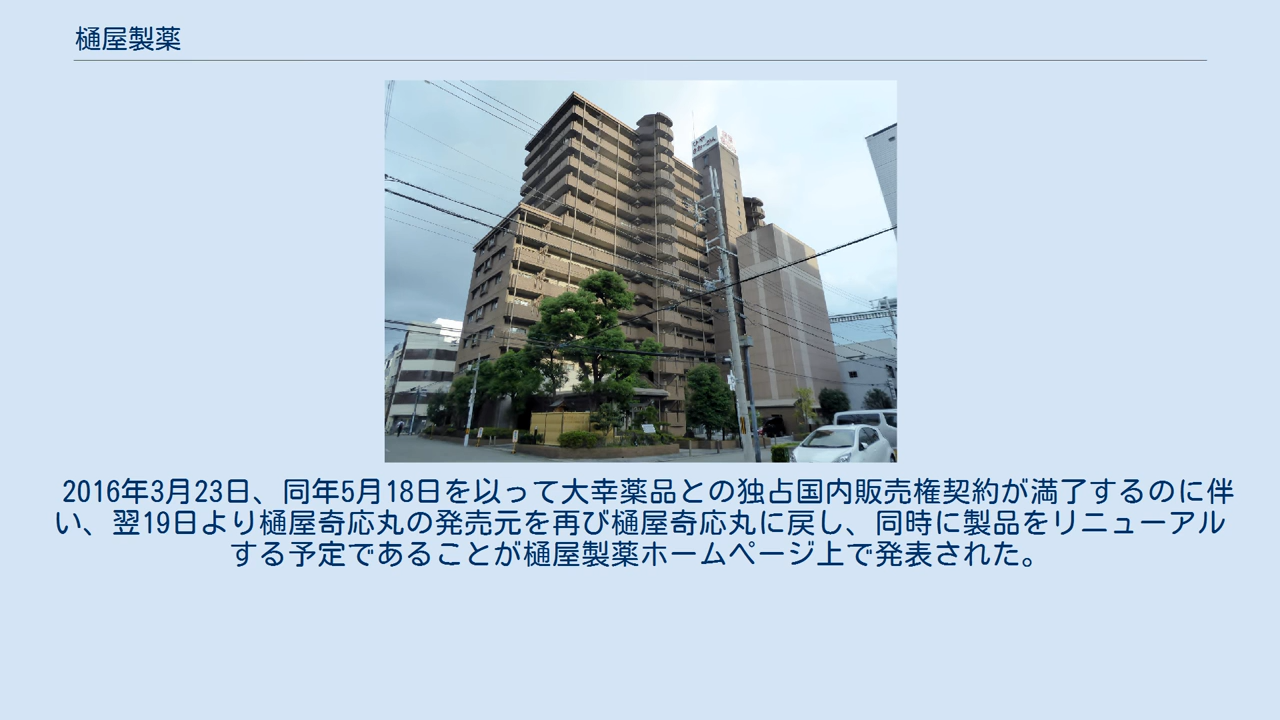 樋屋製薬
2016年3月23日、同年5月18日を以って大幸薬品との独占国内販売権契約が満了するのに伴
い、翌19日より樋屋奇応丸の発売元を再び樋屋奇応丸に戻し、同時に製品をリニューアル
する予定であることが樋屋製薬ホームページ上で発表された。